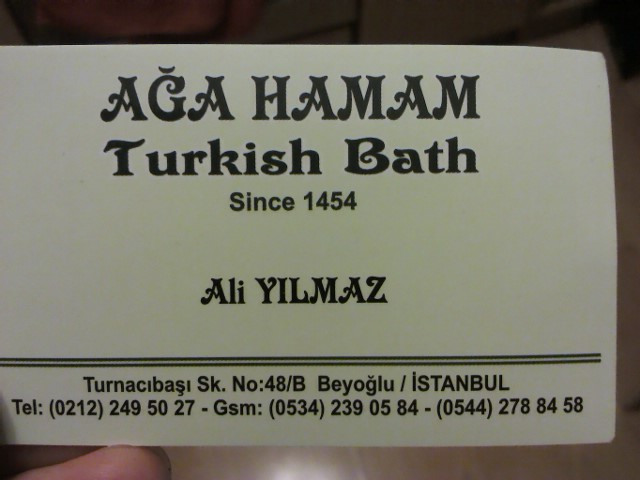 AĞA HAMAM
Turkish Bath
Since 1454
Ali YILMAZ
Turnacıbaşı Sk. No:48/B Beyoğlu / İSTANBUL
Tel: (0212) 249 50 27 - Gsm: (0534) 239 05 84 - (0544) 278 84 58